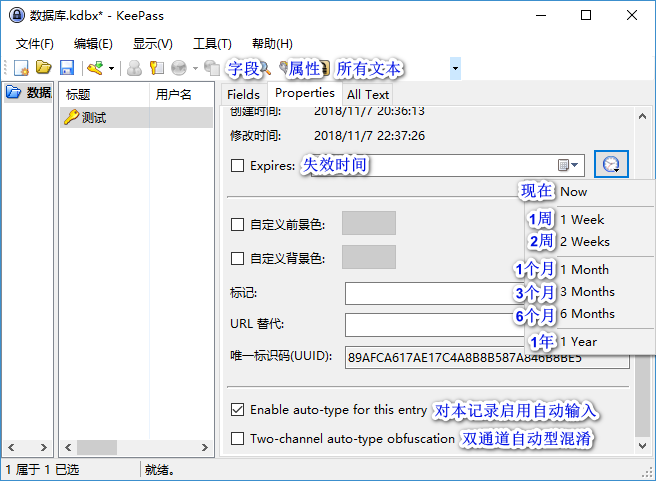 数据库.kdbx* - KeePass
文件(F) 编辑(E) 显示(V) 工具(T) 帮助(H)
字段 属性 所有文本
数据
标题 用户名
Fields Properties All Text
测试
创建时间: 2018/11/7 20:36:13
修改时间: 2018/11/7 22:37:26
Expires: 失效时间
现在 Now
1周 1 Week
2周 2 Weeks
1个月 1 Month
3个月 3 Months
6个月 6 Months
1年 1 Year
自定义前景色:
自定义背景色:
标记:
URL 替代:
唯一标识码(UUID): 89AFCA617AE17C4A8B8B587A846B8BE5
Enable auto-type for this entry 对本记录启用自动输入
Two-channel auto-type obfuscation 双通道自动型混淆
1 属于 1 已选 就绪。